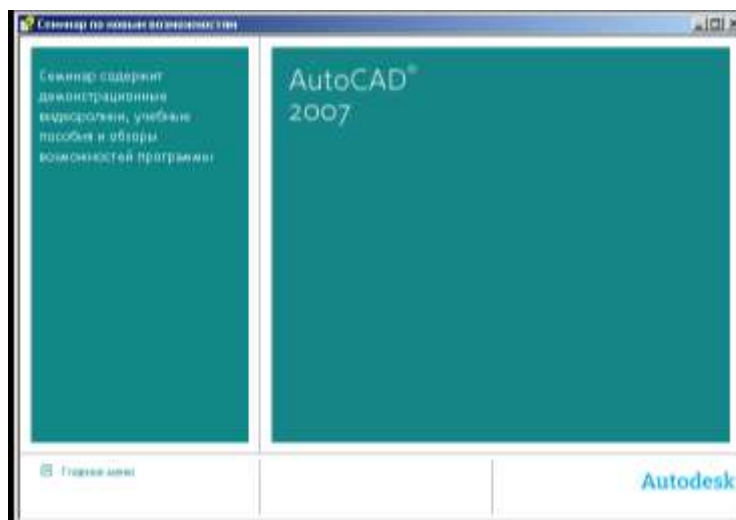 Семинар по новым возможностям
Семинар содержит
демонстрационные
видеоролики, учебные
пособия и обзоры
возможностей программы
AutoCAD®
2007
Главное меню
Autodesk